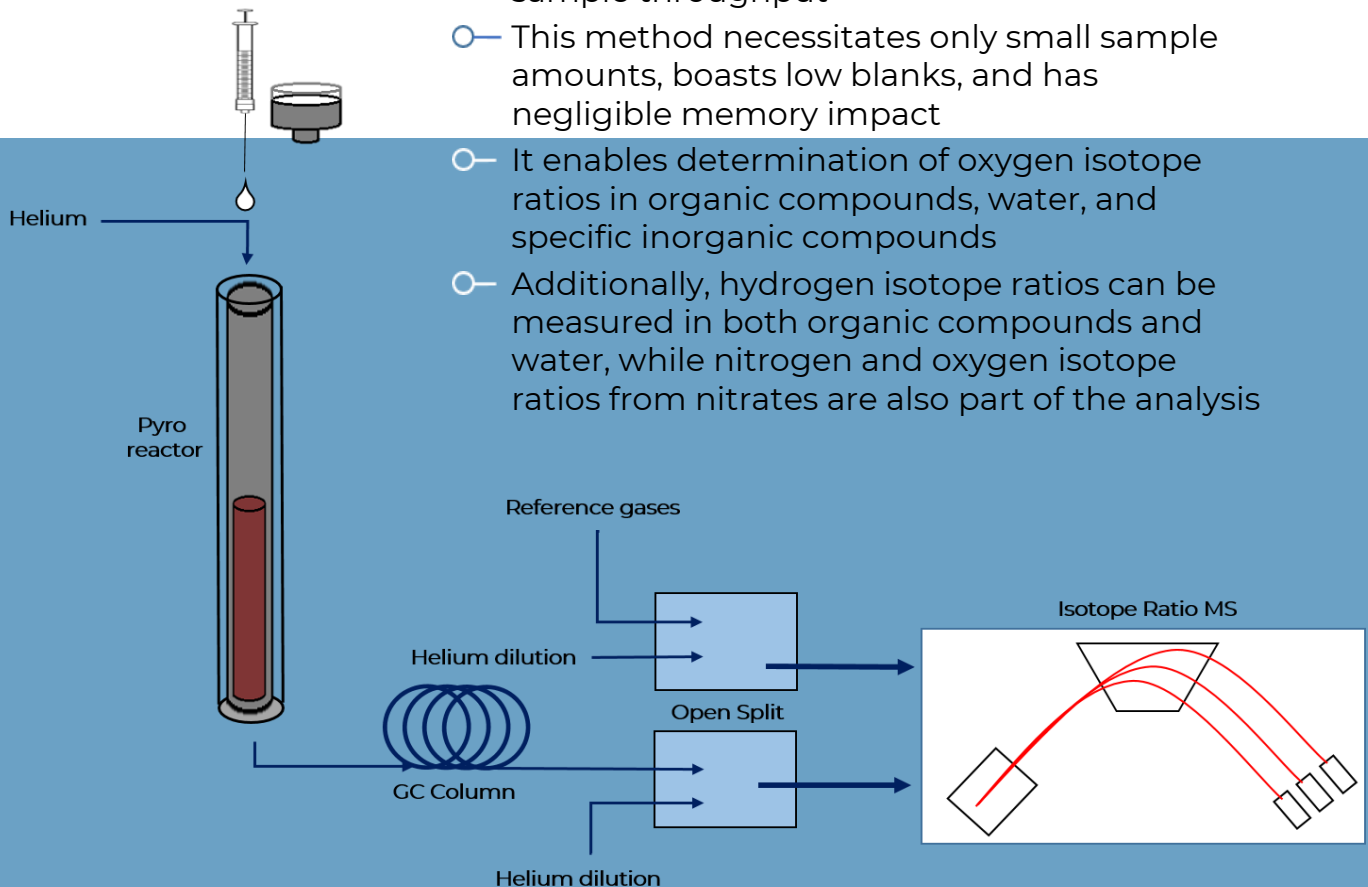 sample throughput
This method necessitates only small sample
amounts, boasts low blanks, and has
negligible memory impact
It enables determination of oxygen isotope
ratios in organic compounds, water, and
specific inorganic compounds
Additionally, hydrogen isotope ratios can be
measured in both organic compounds and
water, while nitrogen and oxygen isotope
ratios from nitrates are also part of the analysis
Helium
Pyro
reactor
Reference gases
Isotope Ratio MS
Helium dilution
Open Split
GC Column
Helium dilution